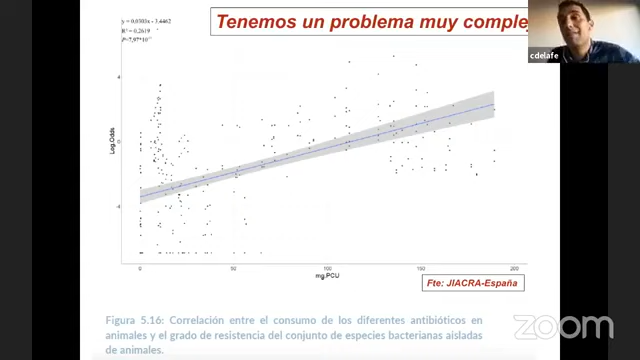 y = 0,0303x - 3,4462
R² = 0,2619
Tenemos un problema muy complej
cdelafe
4
0
-4
Log.Odds
0
50
100
150
200
mg.PCU
Fte: JIACRA-España
Figura 5.16: Correlación entre el consumo de los diferentes antibióticos en
animales y el grado de resistencia del conjunto de especies bacterianas aisladas
de animales.
zoom